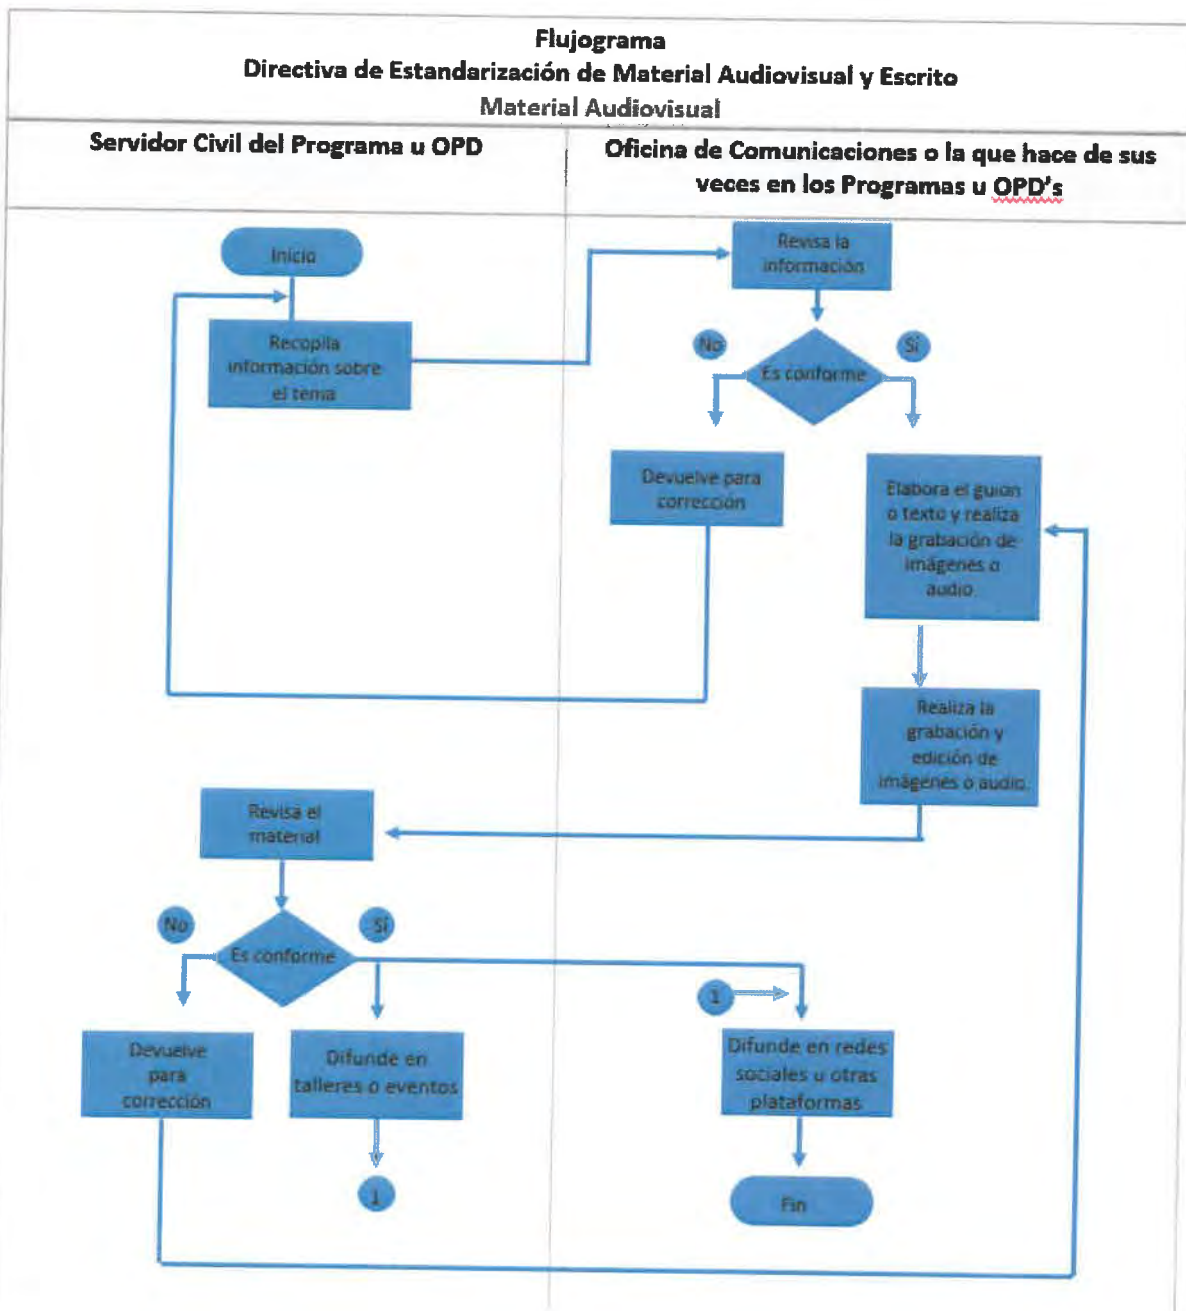 Flujograma
Directiva de Estandarización de Material Audiovisual y Escrito
Material Audiovisual
Servidor Civil del Programa u OPD
Oficina de Comunicaciones o la que hace de sus
veces en los Programas u OPD's
Inicio
Recopila
información sobre
el tema
Revisa la
información
No
Sí
Es conforme
Devuelve para
corrección
Elabora el guion
o texto y realiza
la grabación de
imágenes o
audio.
Realiza la
grabación y
edición de
imágenes o audio.
Revisa el
material
No
Sí
Es conforme
Devuelve
para
corrección
Difunde en
talleres o eventos
1
1
Difunde en redes
sociales u otras
plataformas
Fin